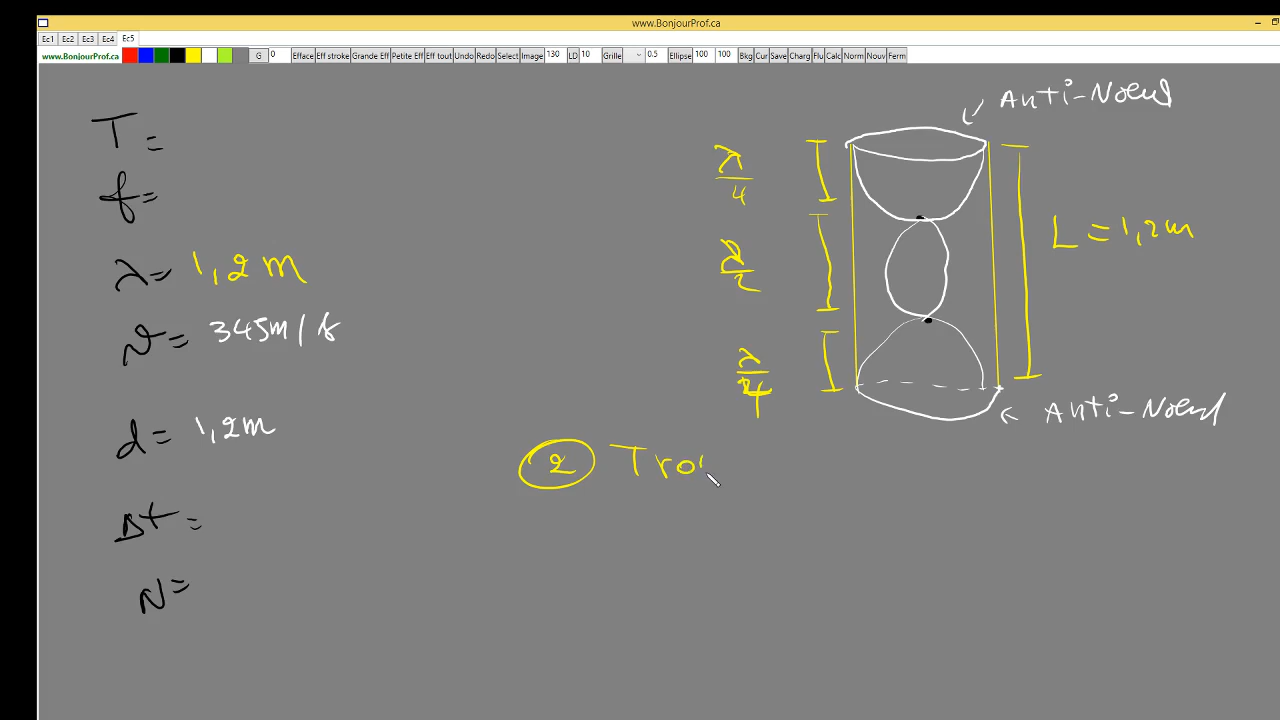 www.BonjourProf.ca
Ec1 Ec2 Ec3 Ec4 Ec5
www.BonjourProf.ca G 0 Efface Eff stroke Grande Eff Petite Eff Eff tout Undo Redo Select Image 130 LD 10 Grille 0.5 Ellipse 100 100 Bkg Cur Save Charg Flu Calc Norm Nouv Ferm
Anti-Noeud
T=
f=
λ= 1,2m
v= 345m/s
d= 1,2m
Δt=
N=
λ/4
λ/2
λ/4
L = 1,2m
Anti-Noeud
2 Trou